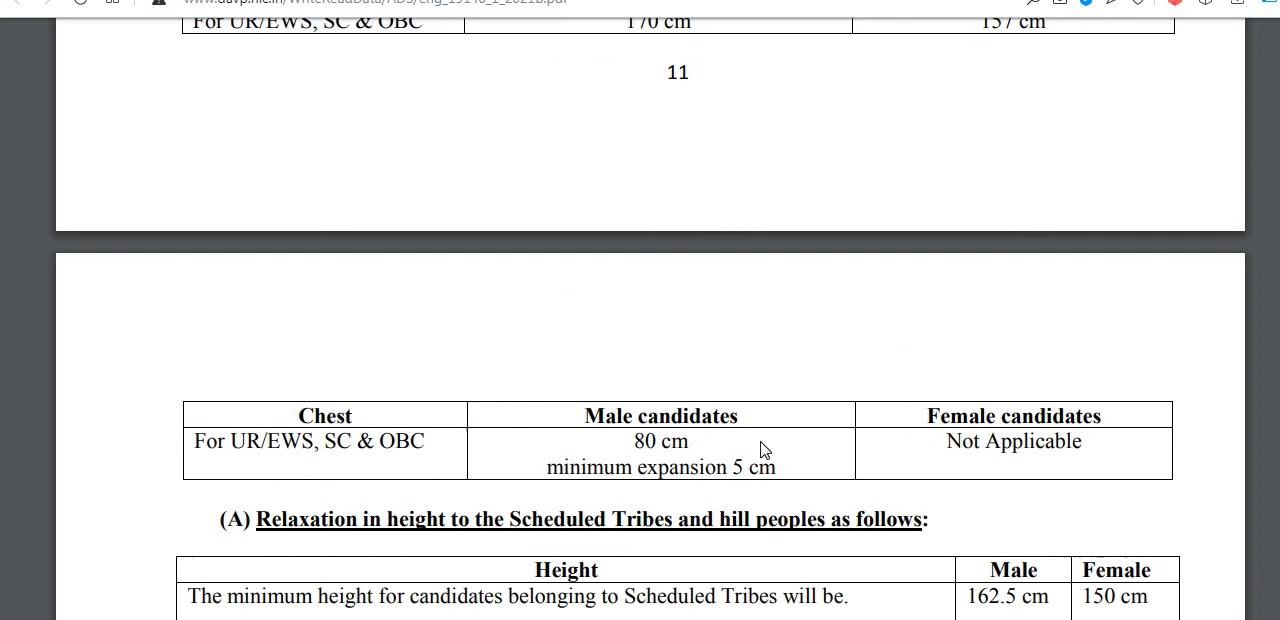 For UR/EWS, SC & OBC 170 cm 157 cm
11
Chest Male candidates Female candidates
For UR/EWS, SC & OBC 80 cm Not Applicable
minimum expansion 5 cm
(A) Relaxation in height to the Scheduled Tribes and hill peoples as follows:
Height Male Female
The minimum height for candidates belonging to Scheduled Tribes will be. 162.5 cm 150 cm